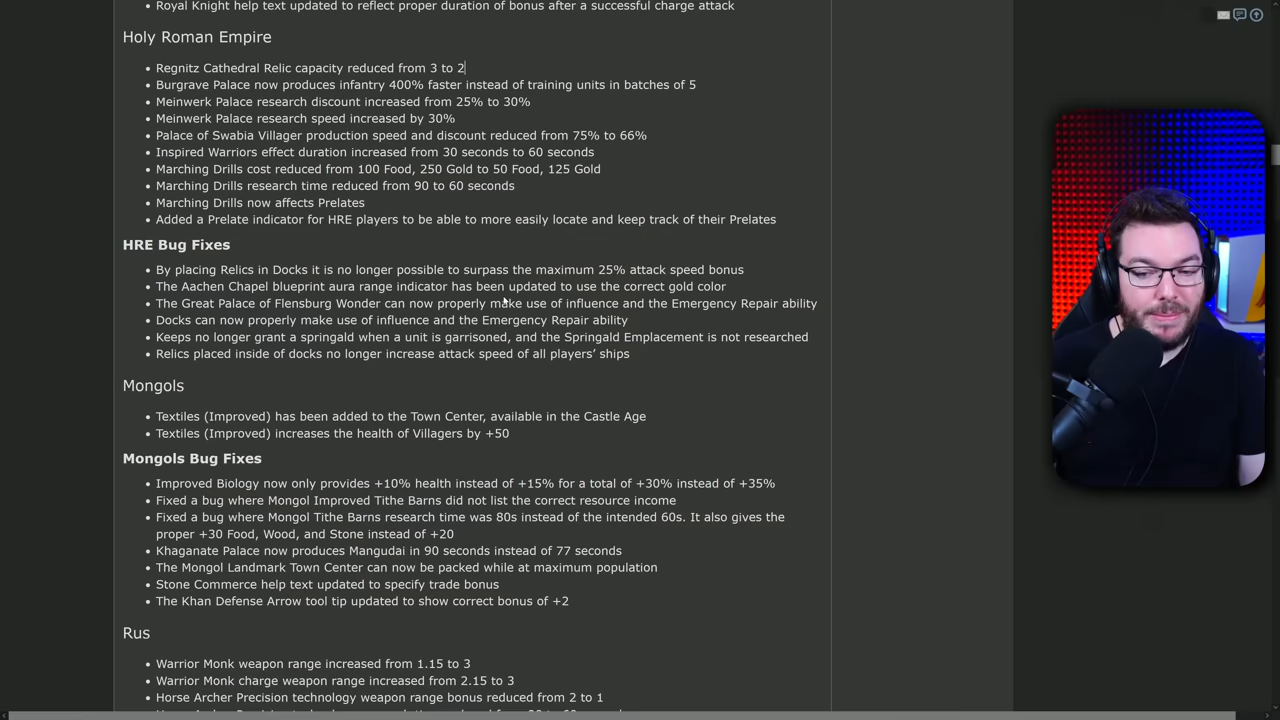 Royal Knight help text updated to reflect proper duration of bonus after a successful charge attack
Holy Roman Empire
• Regnitz Cathedral Relic capacity reduced from 3 to 2
• Burgrave Palace now produces infantry 400% faster instead of training units in batches of 5
• Meinwerk Palace research discount increased from 25% to 30%
• Meinwerk Palace research speed increased by 30%
• Palace of Swabia Villager production speed and discount reduced from 75% to 66%
• Inspired Warriors effect duration increased from 30 seconds to 60 seconds
• Marching Drills cost reduced from 100 Food, 250 Gold to 50 Food, 125 Gold
• Marching Drills research time reduced from 90 to 60 seconds
• Marching Drills now affects Prelates
• Added a Prelate indicator for HRE players to be able to more easily locate and keep track of their Prelates
HRE Bug Fixes
• By placing Relics in Docks it is no longer possible to surpass the maximum 25% attack speed bonus
• The Aachen Chapel blueprint aura range indicator has been updated to use the correct gold color
• The Great Palace of Flensburg Wonder can now properly make use of influence and the Emergency Repair ability
• Docks can now properly make use of influence and the Emergency Repair ability
• Keeps no longer grant a springald when a unit is garrisoned, and the Springald Emplacement is not researched
• Relics placed inside of docks no longer increase attack speed of all players’ ships
Mongols
• Textiles (Improved) has been added to the Town Center, available in the Castle Age
• Textiles (Improved) increases the health of Villagers by +50
Mongols Bug Fixes
• Improved Biology now only provides +10% health instead of +15% for a total of +30% instead of +35%
• Fixed a bug where Mongol Improved Tithe Barns did not list the correct resource income
• Fixed a bug where Mongol Tithe Barns research time was 80s instead of the intended 60s. It also gives the
proper +30 Food, Wood, and Stone instead of +20
• Khaganate Palace now produces Mangudai in 90 seconds instead of 77 seconds
• The Mongol Landmark Town Center can now be packed while at maximum population
• Stone Commerce help text updated to specify trade bonus
• The Khan Defense Arrow tool tip updated to show correct bonus of +2
Rus
• Warrior Monk weapon range increased from 1.15 to 3
• Warrior Monk charge weapon range increased from 2.15 to 3
• Horse Archer Precision technology weapon range bonus reduced from 2 to 1